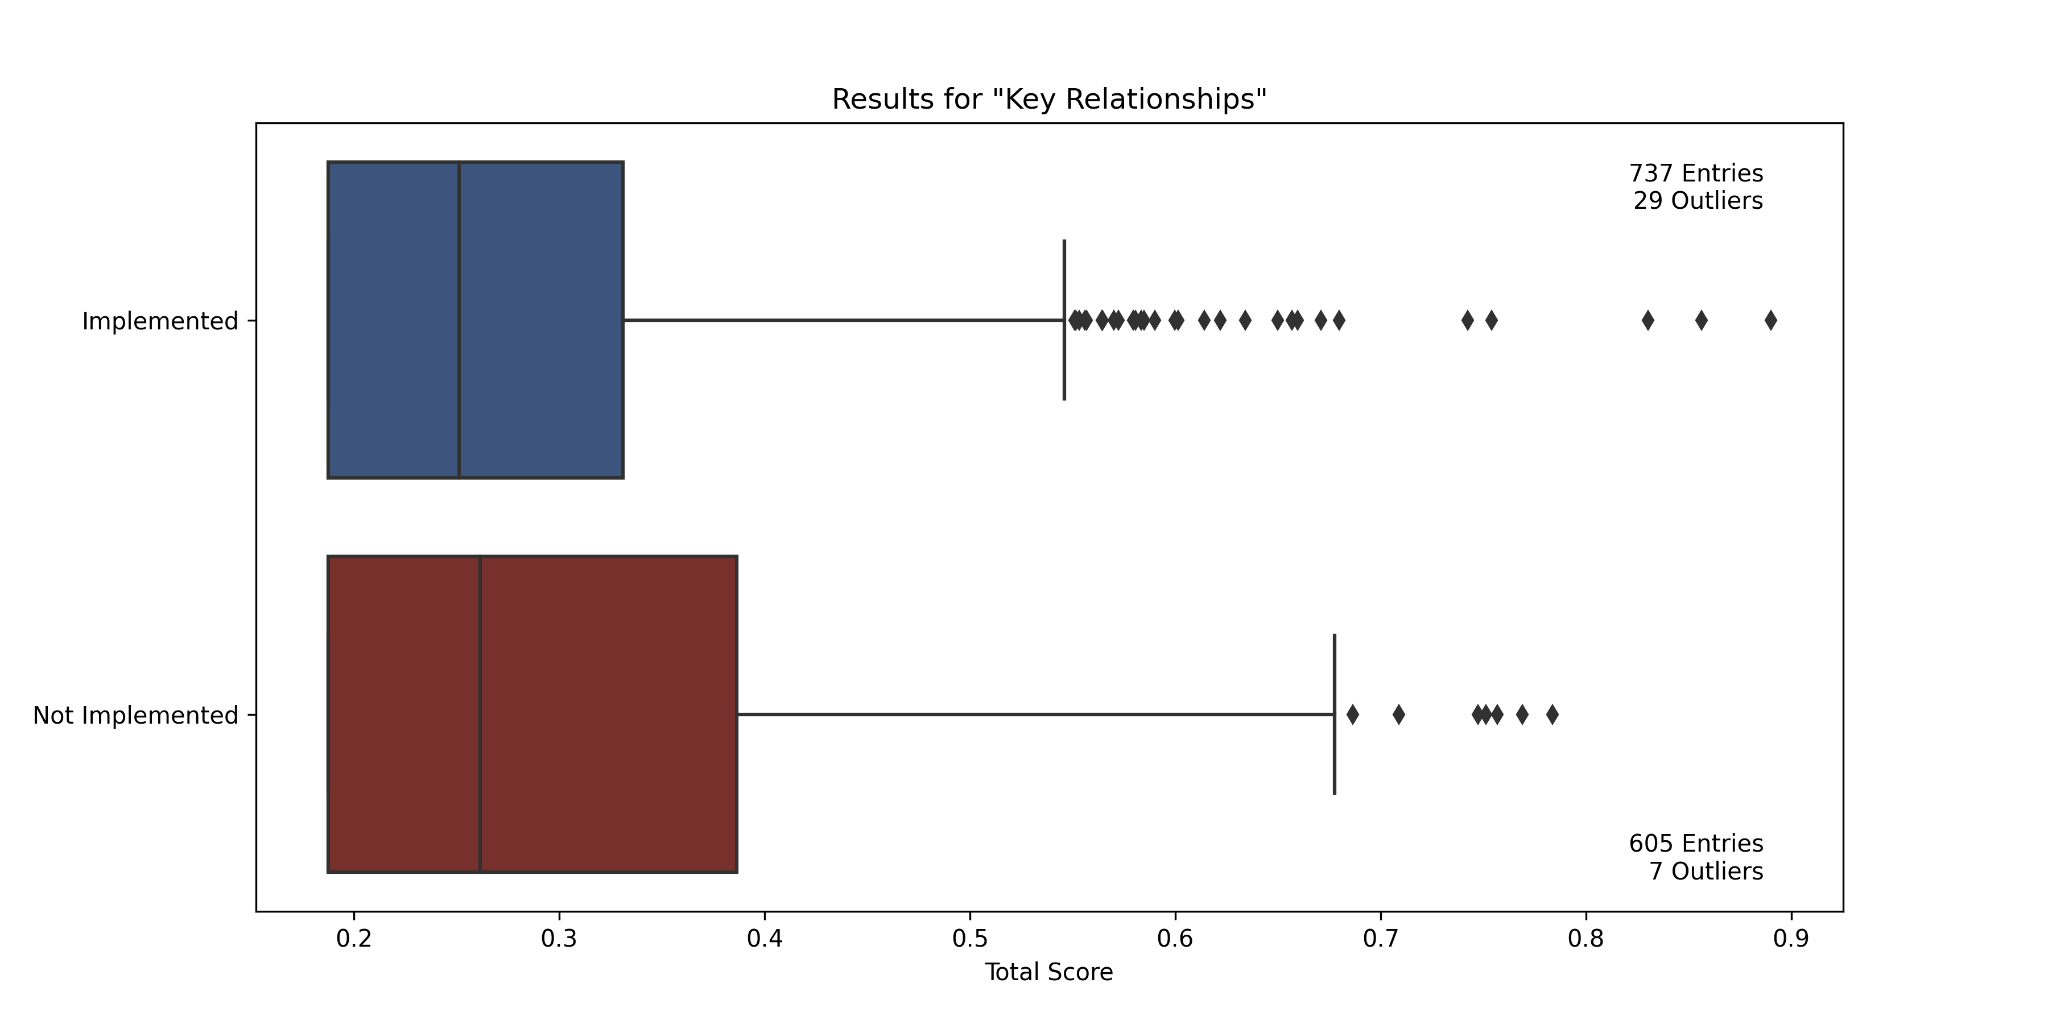 Results for "Key Relationships"
737 Entries
29 Outliers
Implemented
Not Implemented
605 Entries
7 Outliers
0.2 0.3 0.4 0.5 0.6 0.7 0.8 0.9
Total Score